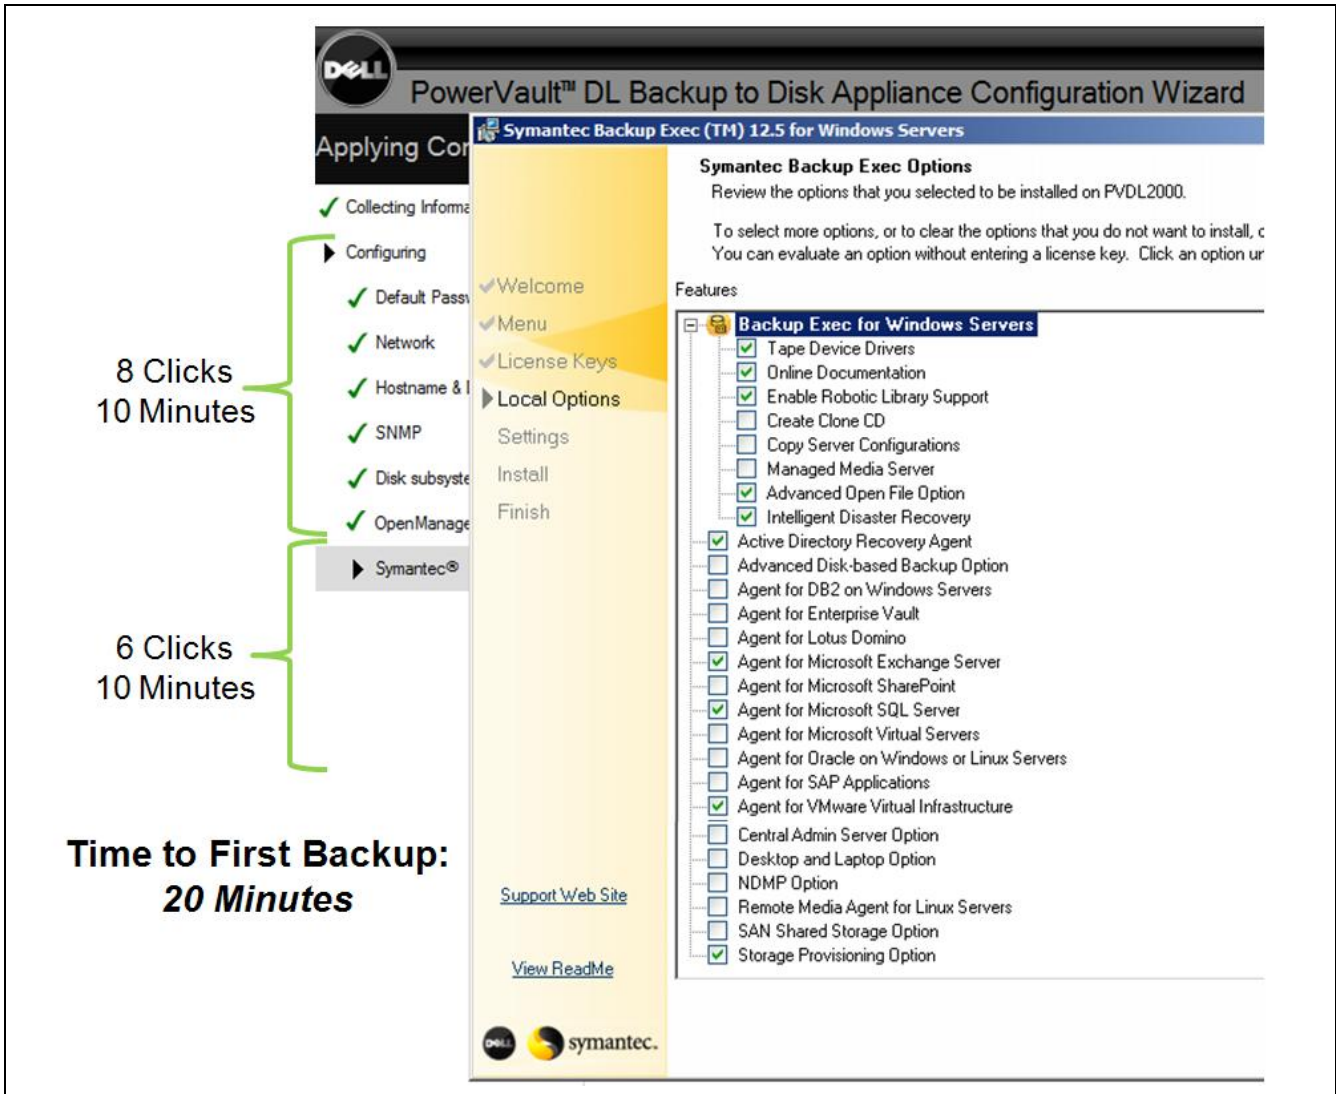 DELL
PowerVault™ DL Backup to Disk Appliance Configuration Wizard
Applying Cor
Symantec Backup Exec (TM) 12.5 for Windows Servers
Collecting Informa
Configuring
Default Passw
Network
Hostname & I
SNMP
Disk subsyste
OpenManage
Symantec®
8 Clicks
10 Minutes
6 Clicks
10 Minutes
Time to First Backup:
20 Minutes
Welcome
Menu
License Keys
Local Options
Settings
Install
Finish
Support Web Site
View ReadMe
DELL symantec.
Symantec Backup Exec Options
Review the options that you selected to be installed on PVDL2000.
To select more options, or to clear the options that you do not want to install, c
You can evaluate an option without entering a license key. Click an option ur
Features
Backup Exec for Windows Servers
Tape Device Drivers
Online Documentation
Enable Robotic Library Support
Create Clone CD
Copy Server Configurations
Managed Media Server
Advanced Open File Option
Intelligent Disaster Recovery
Active Directory Recovery Agent
Advanced Disk-based Backup Option
Agent for DB2 on Windows Servers
Agent for Enterprise Vault
Agent for Lotus Domino
Agent for Microsoft Exchange Server
Agent for Microsoft SharePoint
Agent for Microsoft SQL Server
Agent for Microsoft Virtual Servers
Agent for Oracle on Windows or Linux Servers
Agent for SAP Applications
Agent for VMware Virtual Infrastructure
Central Admin Server Option
Desktop and Laptop Option
NDMP Option
Remote Media Agent for Linux Servers
SAN Shared Storage Option
Storage Provisioning Option